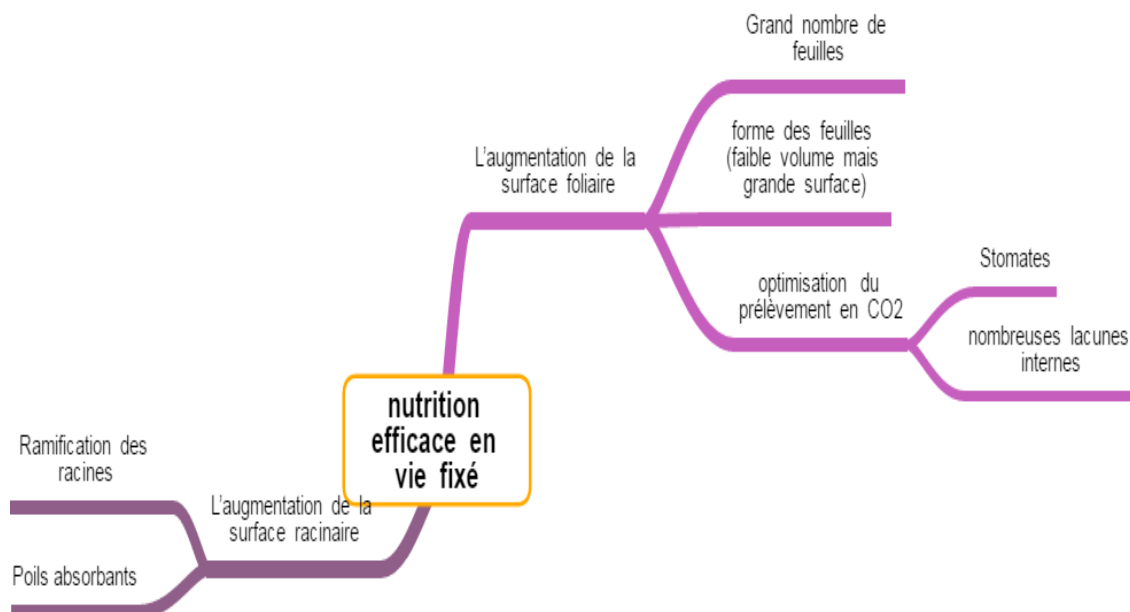 Grand nombre de
feuilles
forme des feuilles
(faible volume mais
grande surface)
L'augmentation de la
surface foliaire
Stomates
optimisation du
prélèvement en CO2
nombreuses lacunes
internes
nutrition
efficace en
vie fixé
Ramification des
racines
L'augmentation de la
surface racinaire
Poils absorbants